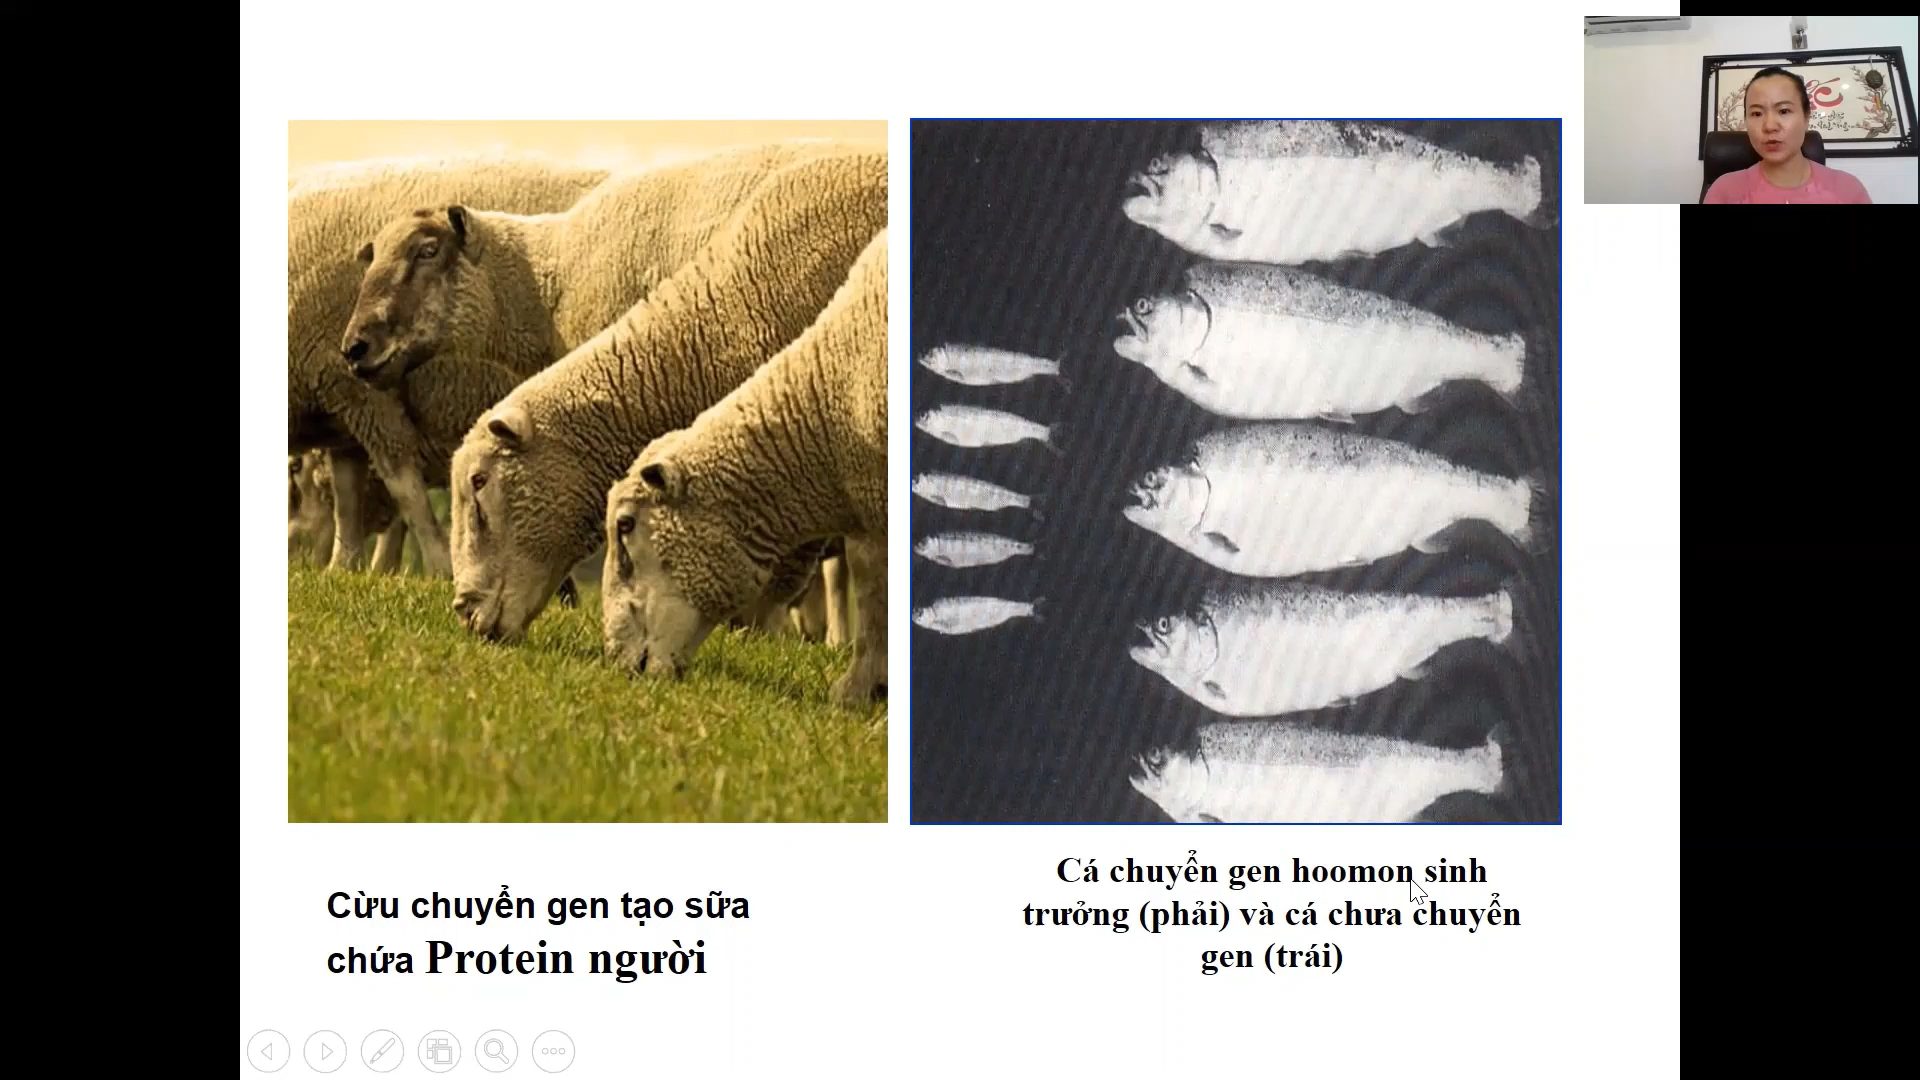 Cừu chuyển gen tạo sữa
chứa Protein người
Cá chuyển gen hoomon sinh
trưởng (phải) và cá chưa chuyển
gen (trái)